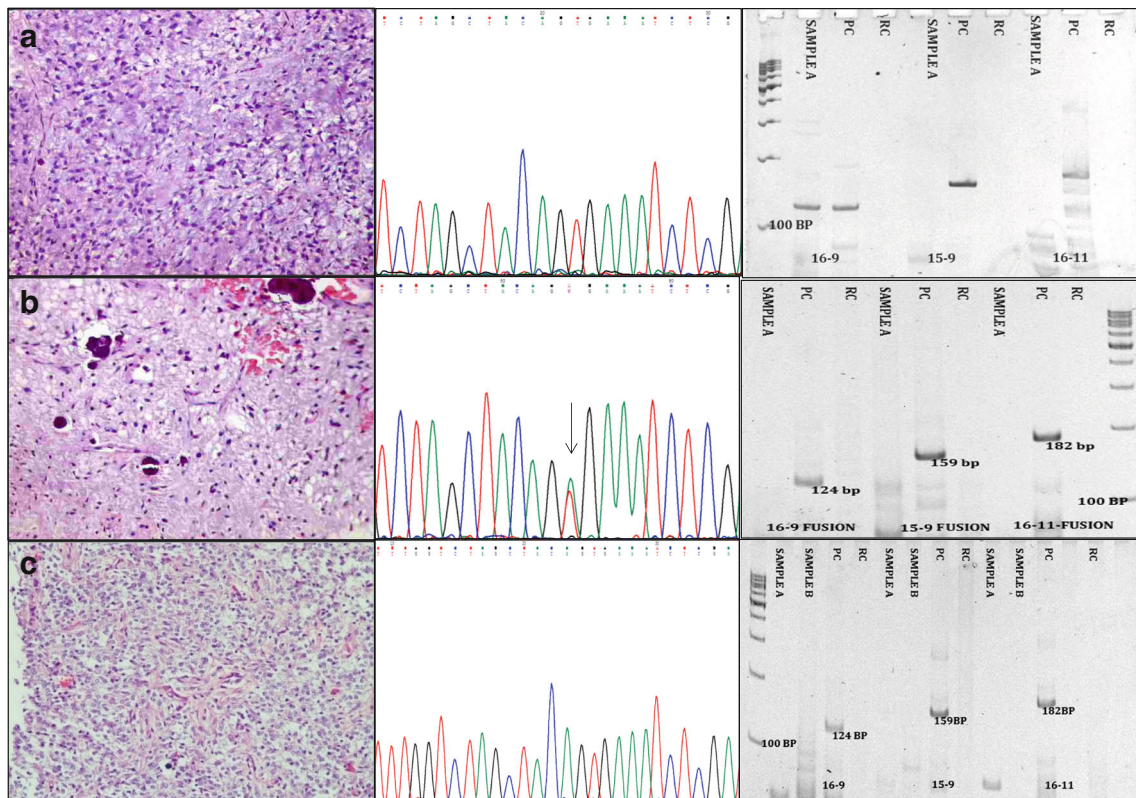 a
20 30
T C T A G C T A C A G T G A A A T C T C G
SAMPLE A
PC
RC
SAMPLE A
PC
RC
SAMPLE A
PC
RC
100 BP
16-9
15-9
16-11
b
T C T A G C T A C A G G A A A T C T C G
SAMPLE A
PC
RC
SAMPLE A
PC
RC
SAMPLE A
PC
RC
182 bp
159 bp
124 bp
100 BP
16-9 FUSION
15-9 FUSION
16-11-FUSION
c
SAMPLE A
SAMPLE B
PC
RC
SAMPLE A
SAMPLE B
PC
RC
SAMPLE A
SAMPLE B
PC
RC
182BP
159BP
124 BP
100 BP
16-9
15-9
16-11